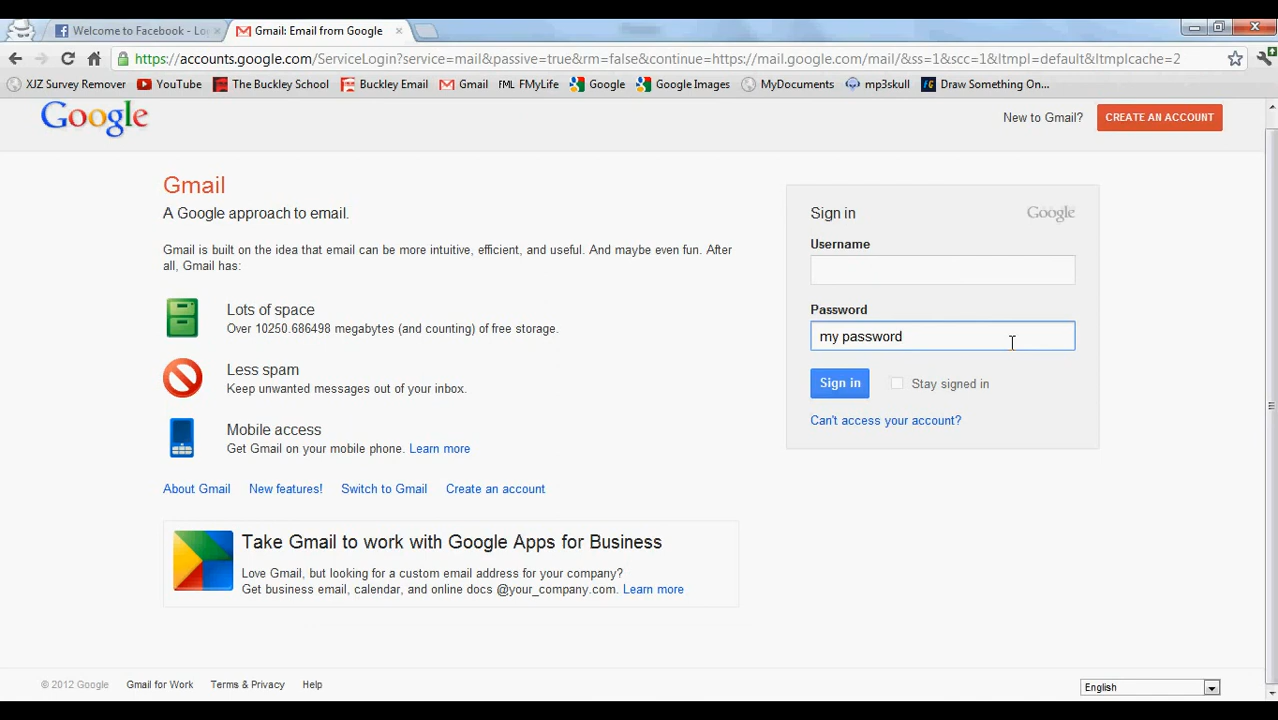 Welcome to Facebook - Lo
Gmail: Email from Google
https://accounts.google.com/ServiceLogin?service=mail&passive=true&rm=false&continue=https://mail.google.com/mail/&ss=1&scc=1&ltmpl=default&ltmplcache=2
XJZ Survey Remover
YouTube
The Buckley School
Buckley Email
Gmail
FML FMyLife
Google
Google Images
MyDocuments
mp3skull
Draw Something On...
Google
New to Gmail?
CREATE AN ACCOUNT
Gmail
A Google approach to email.
Gmail is built on the idea that email can be more intuitive, efficient, and useful. And maybe even fun. After
all, Gmail has:
Lots of space
Over 10250.686498 megabytes (and counting) of free storage.
Less spam
Keep unwanted messages out of your inbox.
Mobile access
Get Gmail on your mobile phone. Learn more
About Gmail
New features!
Switch to Gmail
Create an account
Take Gmail to work with Google Apps for Business
Love Gmail, but looking for a custom email address for your company?
Get business email, calendar, and online docs @your_company.com. Learn more
Sign in
Google
Username
Password
my password
Sign in
Stay signed in
Can't access your account?
© 2012 Google
Gmail for Work
Terms & Privacy
Help
English